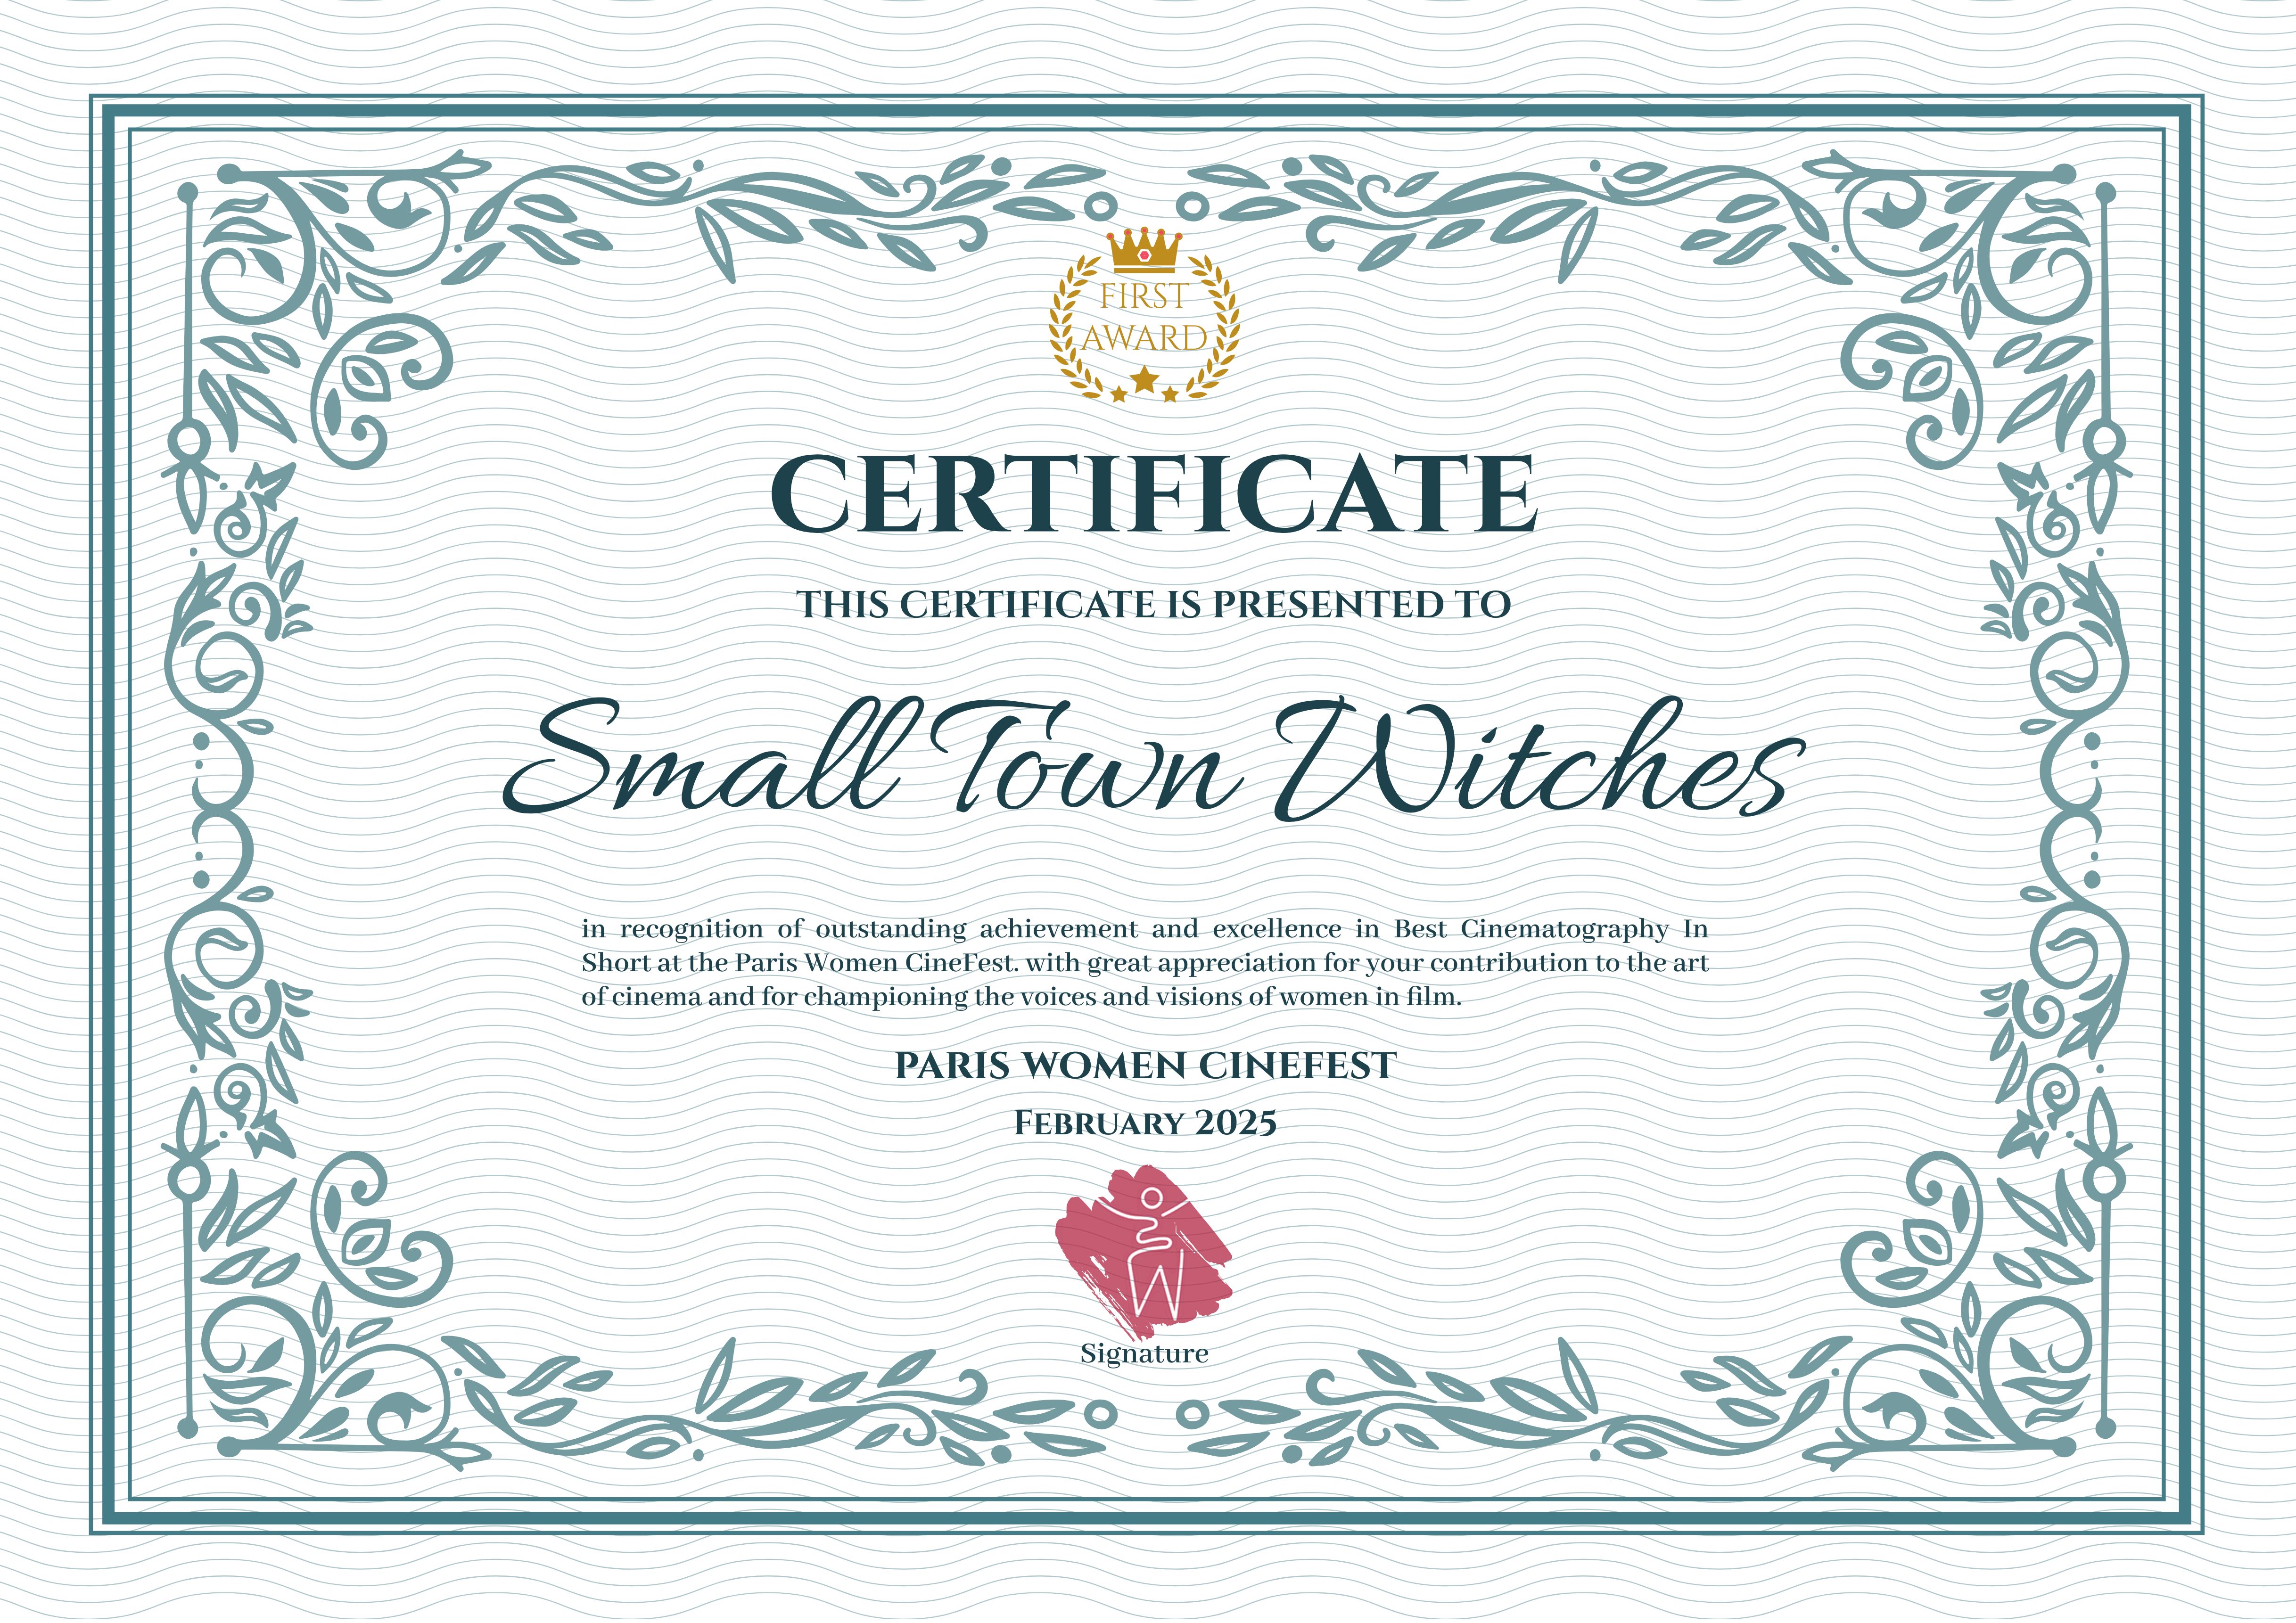 FIRST
AWARD
CERTIFICATE
THIS CERTIFICATE IS PRESENTED TO
Small Town Witches
in recognition of outstanding achievement and excellence in Best Cinematography In
Short at the Paris Women CineFest. with great appreciation for your contribution to the art
of cinema and for championing the voices and visions of women in film.
PARIS WOMEN CINEFEST
FEBRUARY 2025
W
Signature